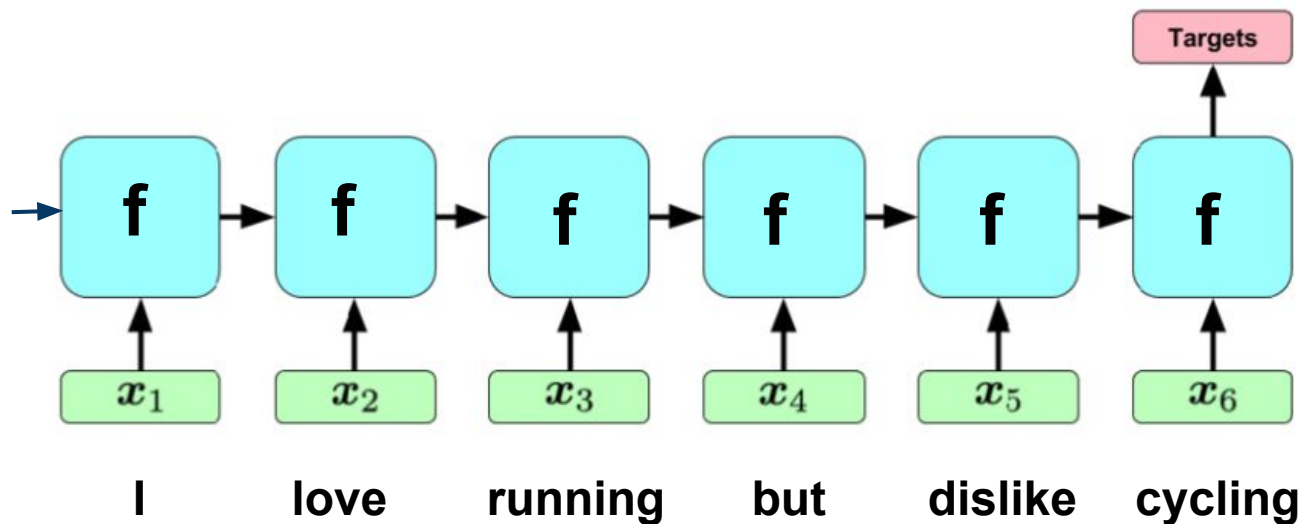 Targets
f f f f f f
x₁ x₂ x₃ x₄ x₅ x₆
I love running but dislike cycling